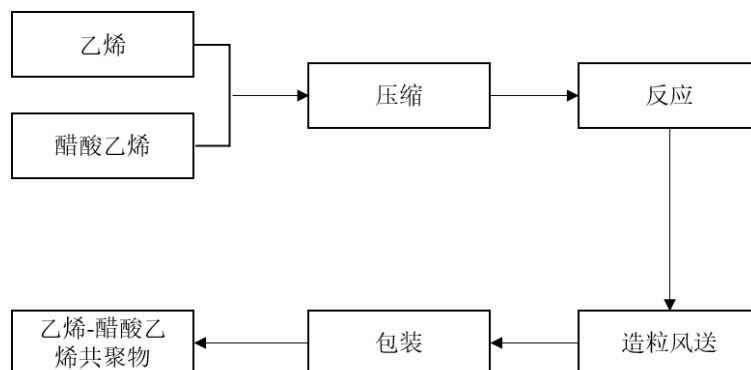 乙烯
醋酸乙烯
压缩
反应
造粒风送
包装
乙烯-醋酸乙
烯共聚物